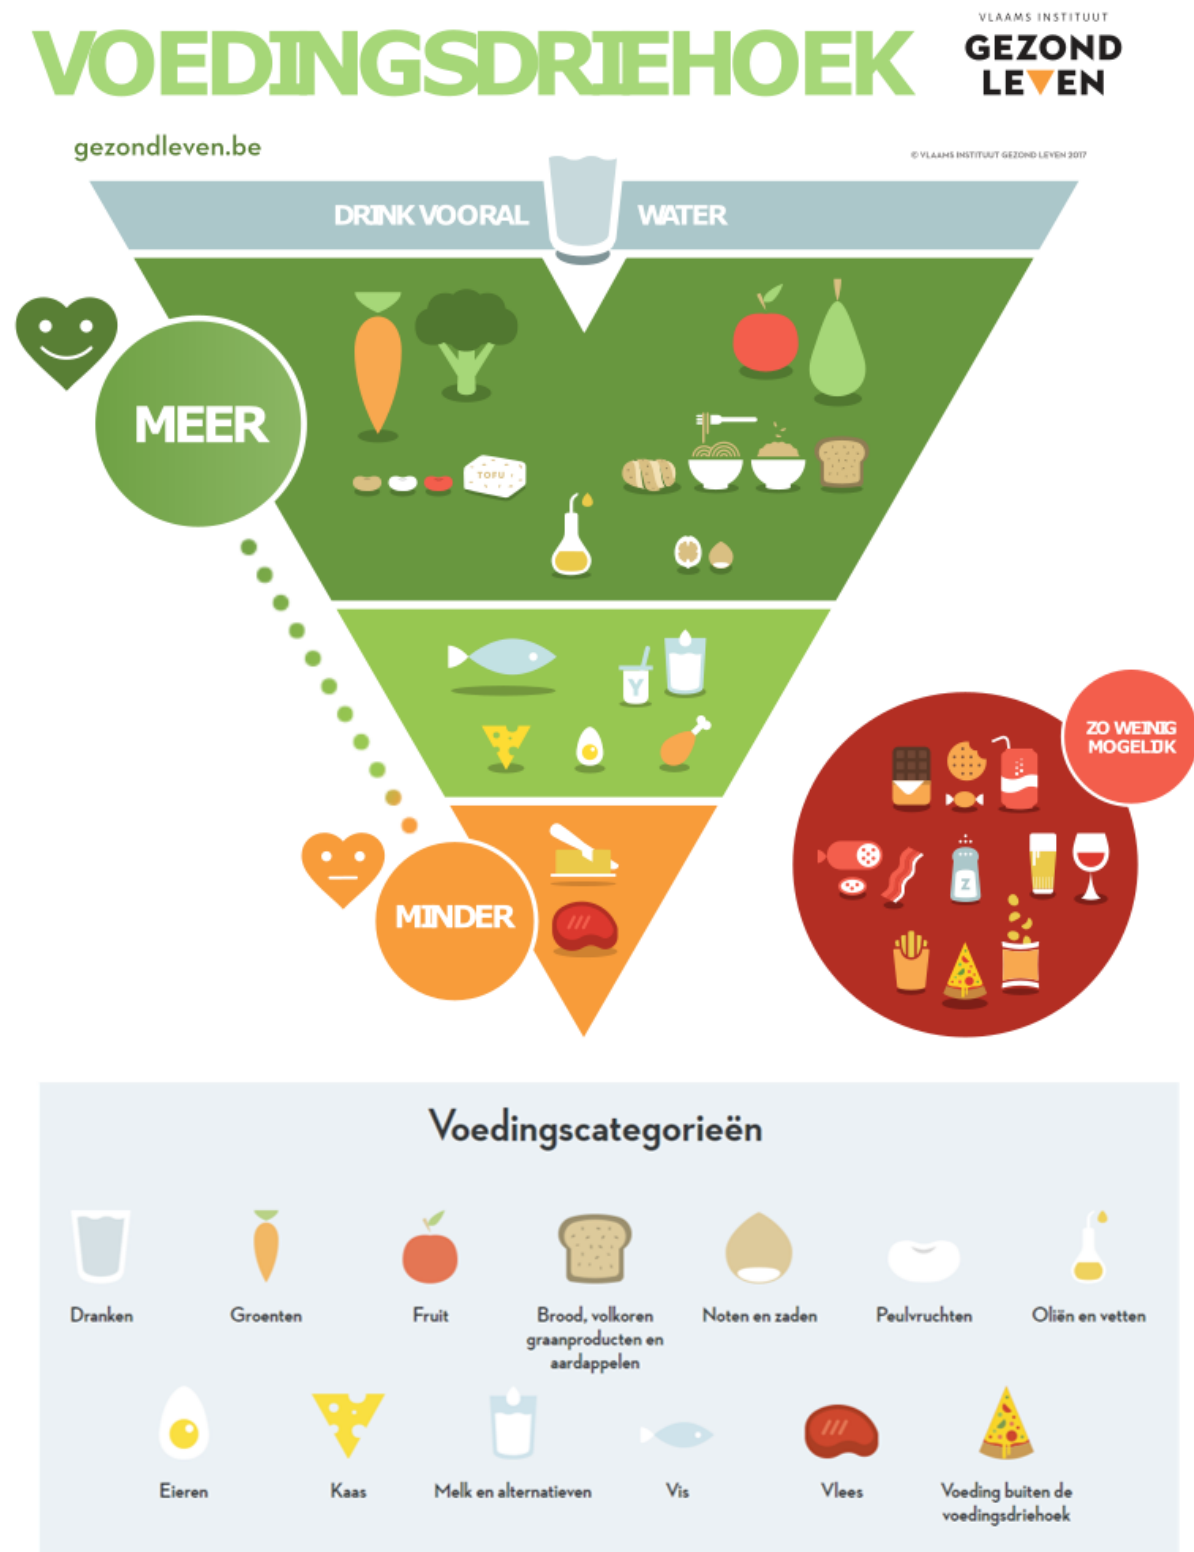 VLAAMS INSTITUUT
VOEDINGSDRIEHOEK
GEZOND
LEVEN
gezondleven.be
© VLAAMS INSTITUUT GEZOND LEVEN 2017
DRINK VOORAL WATER
MEER
TOFU
Y
ZO WEINIG
MOGELIJK
Z
MINDER
Voedingscategorieën
Dranken
Groenten
Fruit
Brood, volkoren
graanproducten en
aardappelen
Noten en zaden
Peulvruchten
Oliën en vetten
Eieren
Kaas
Melk en alternatieven
Vis
Vlees
Voeding buiten de
voedingsdriehoek